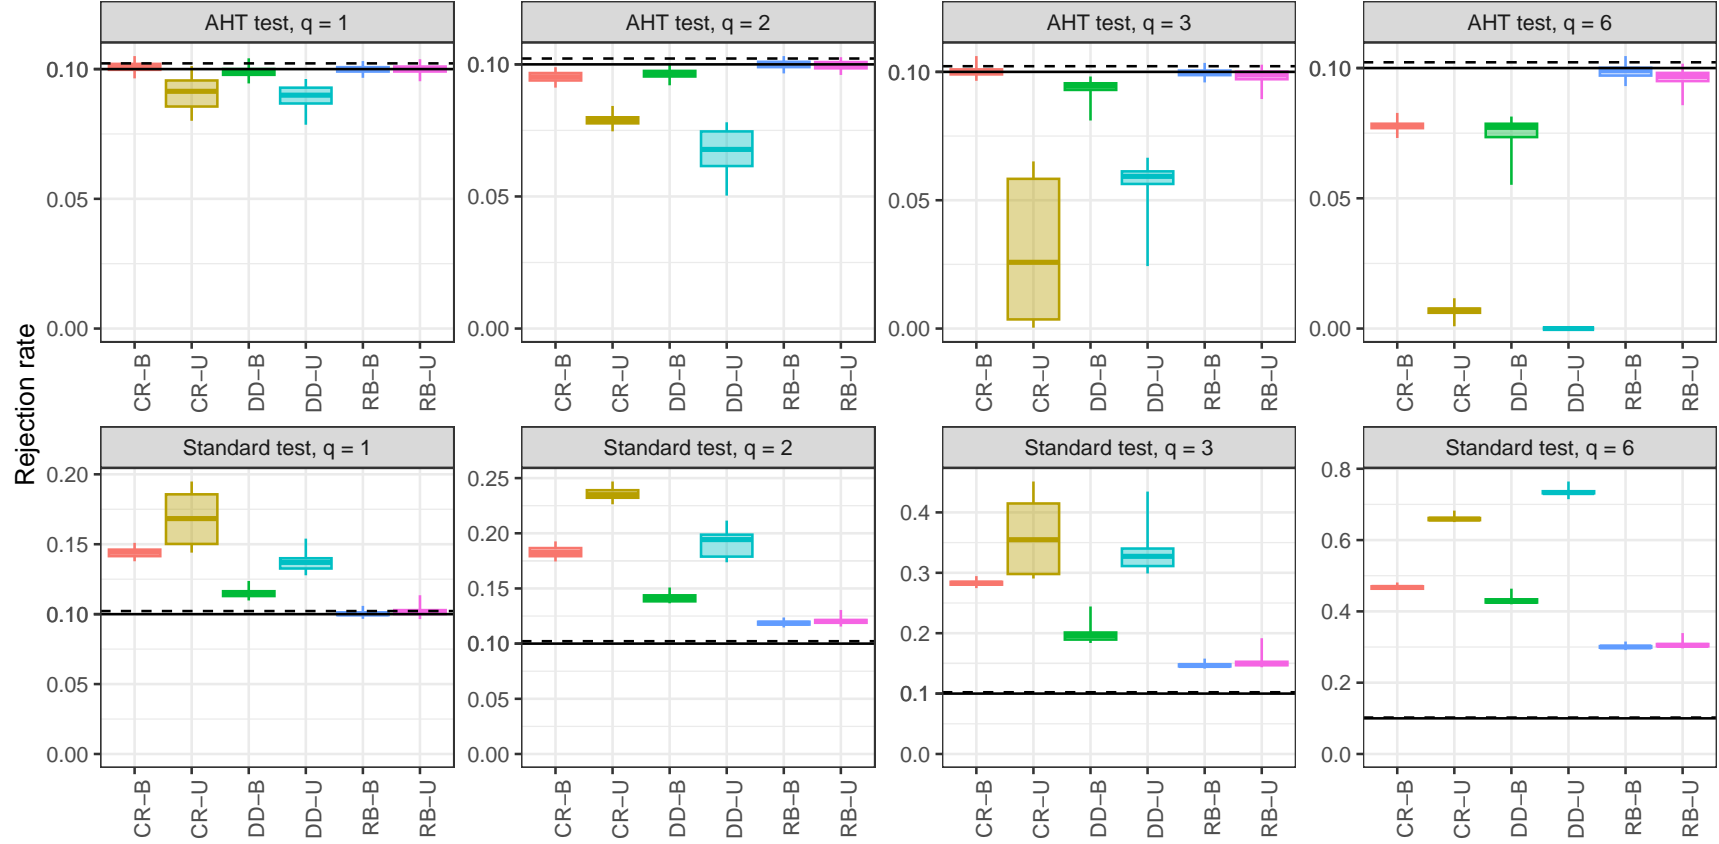 AHT test, q = 1
AHT test, q = 2
AHT test, q = 3
AHT test, q = 6
0.10
0.05
0.00
0.10
0.05
0.00
0.10
0.05
0.00
0.10
0.05
0.00
CR−B
CR−U
DD−B
DD−U
RB−B
RB−U
CR−B
CR−U
DD−B
DD−U
RB−B
RB−U
CR−B
CR−U
DD−B
DD−U
RB−B
RB−U
CR−B
CR−U
DD−B
DD−U
RB−B
RB−U
Rejection rate
Standard test, q = 1
Standard test, q = 2
Standard test, q = 3
Standard test, q = 6
0.20
0.15
0.10
0.05
0.00
0.25
0.20
0.15
0.10
0.05
0.00
0.4
0.3
0.2
0.1
0.0
0.8
0.6
0.4
0.2
0.0
CR−B
CR−U
DD−B
DD−U
RB−B
RB−U
CR−B
CR−U
DD−B
DD−U
RB−B
RB−U
CR−B
CR−U
DD−B
DD−U
RB−B
RB−U
CR−B
CR−U
DD−B
DD−U
RB−B
RB−U